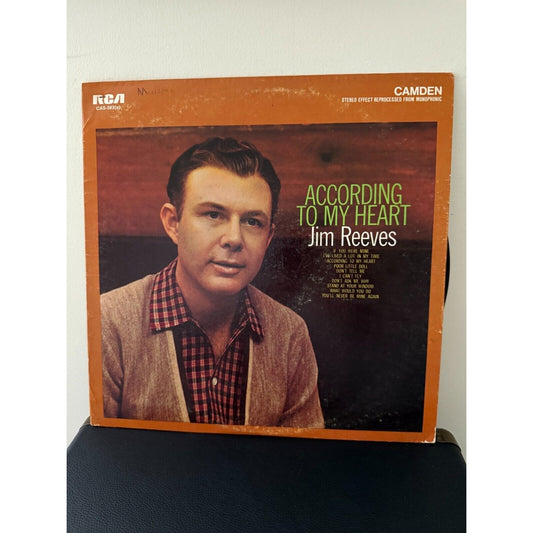 RCA
CAMDEN
STEREO EFFECT REPROCESSED FROM MONOPHONIC
ACCORDING
TO MY HEART
Jim Reeves
IF YOU WERE MINE
I'VE LIVED A LOT IN MY TIME
ACCORDING TO MY HEART
POOR LITTLE DOLL
DON'T TELL ME
I CAN'T FLY
DON'T ASK ME WHY
STAND AT YOUR WINDOW
WHAT WOULD YOU DO
YOU'LL NEVER BE MINE AGAIN